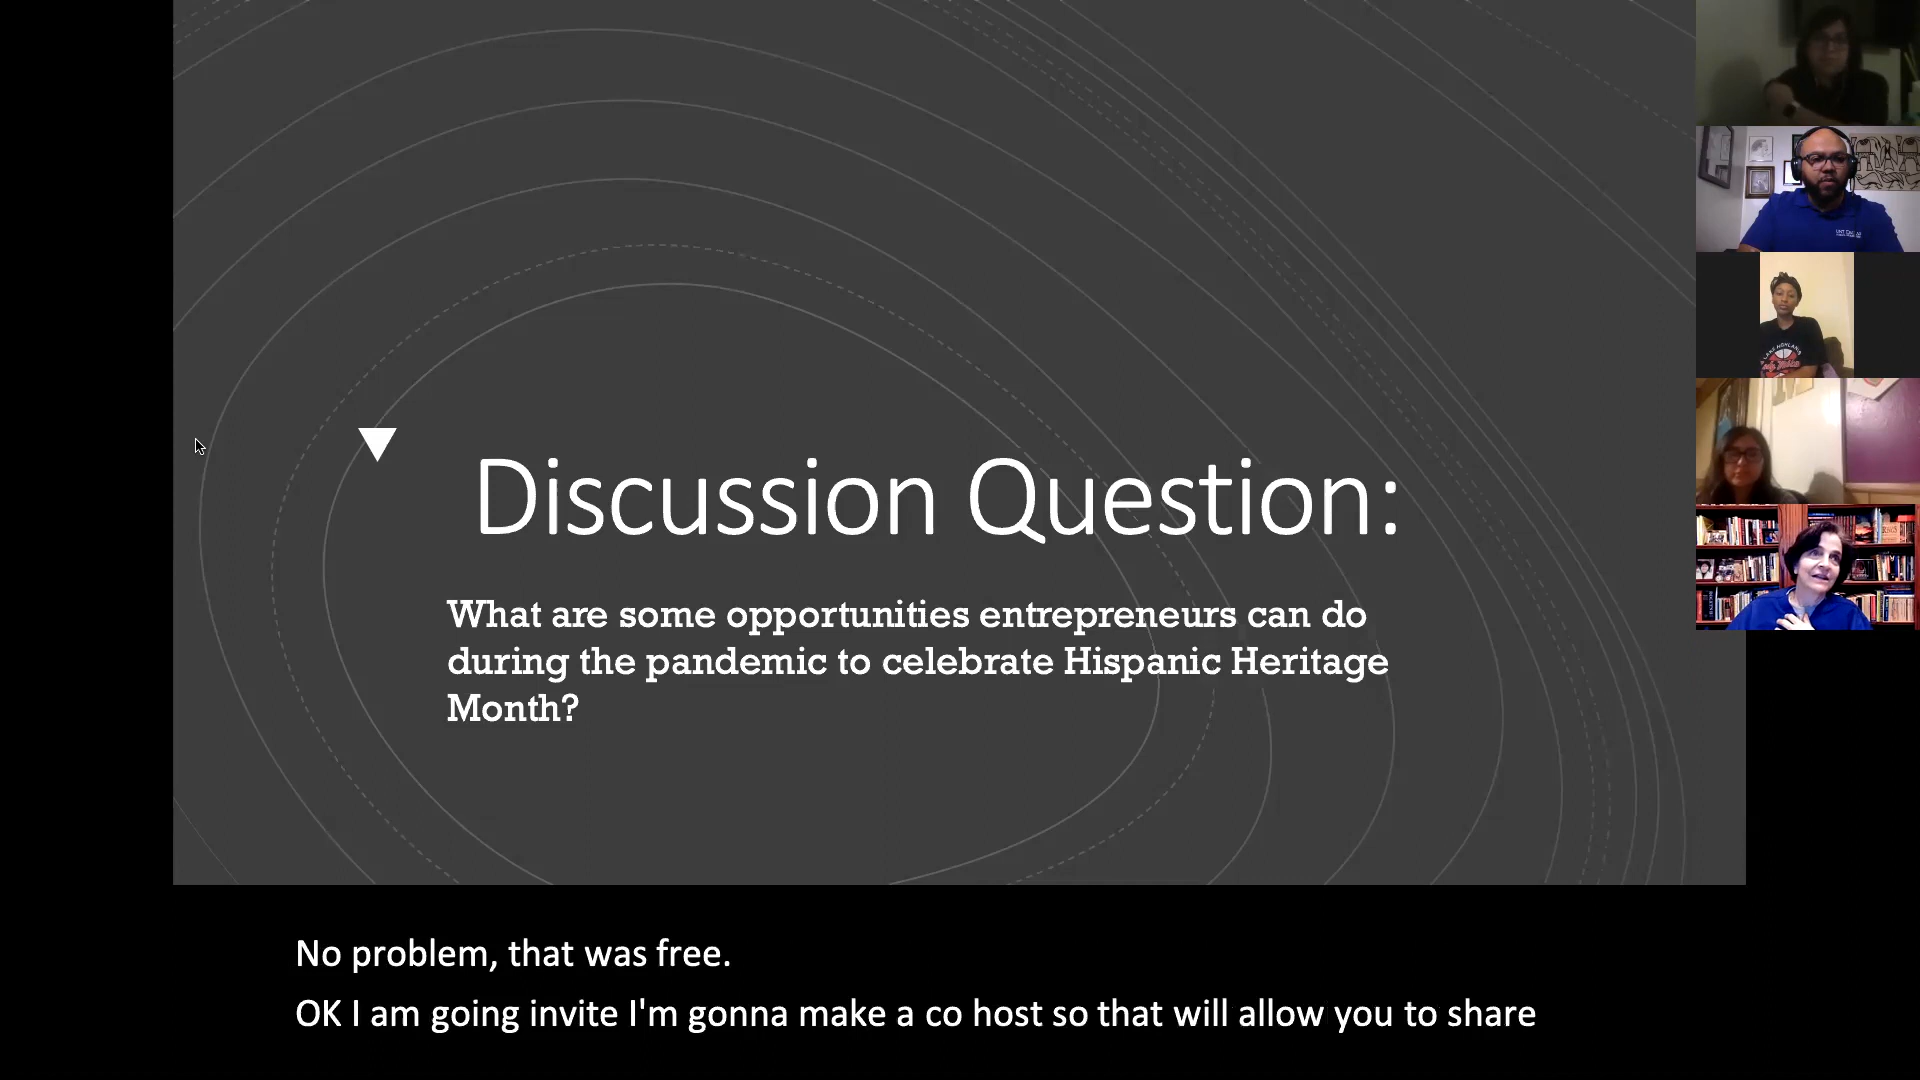 Discussion Question:
What are some opportunities entrepreneurs can do
during the pandemic to celebrate Hispanic Heritage
Month?
No problem, that was free.
OK I am going invite I'm gonna make a co host so that will allow you to share